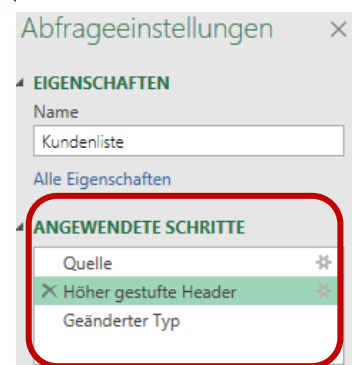 Abfrageeinstellungen
EIGENSCHAFTEN
Name
Kundenliste
Alle Eigenschaften
ANGEWENDETE SCHRITTE
Quelle
Höher gestufte Header
Geänderter Typ